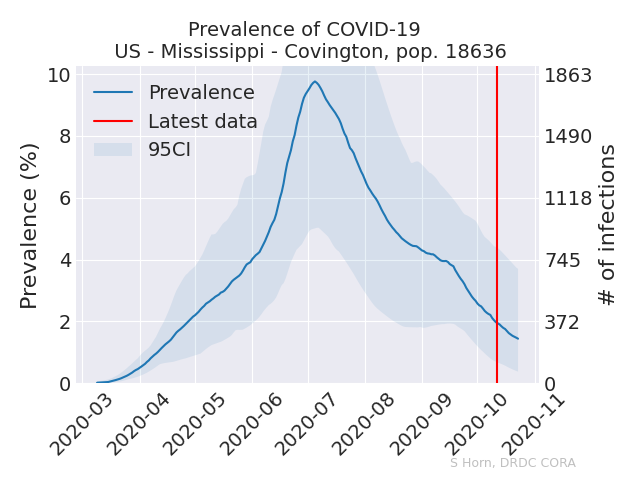 Prevalence of COVID-19
US - Mississippi - Covington, pop. 18636
Prevalence (%)
10
8
6
4
2
0
Prevalence
Latest data
95CI
1863
1490
1118
745
372
0
# of infections
2020-03
2020-04
2020-05
2020-06
2020-07
2020-08
2020-09
2020-10
2020-11
S Horn, DRDC CORA